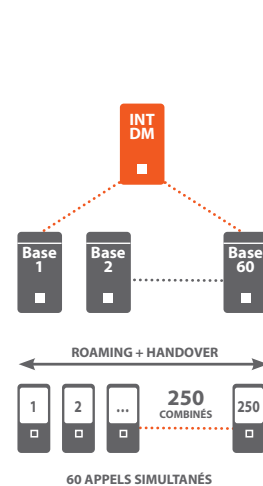 INT
DM
Base
1
Base
2
Base
60
ROAMING + HANDOVER
1
2
...
250
COMBINÉS
250
60 APPELS SIMULTANÉS